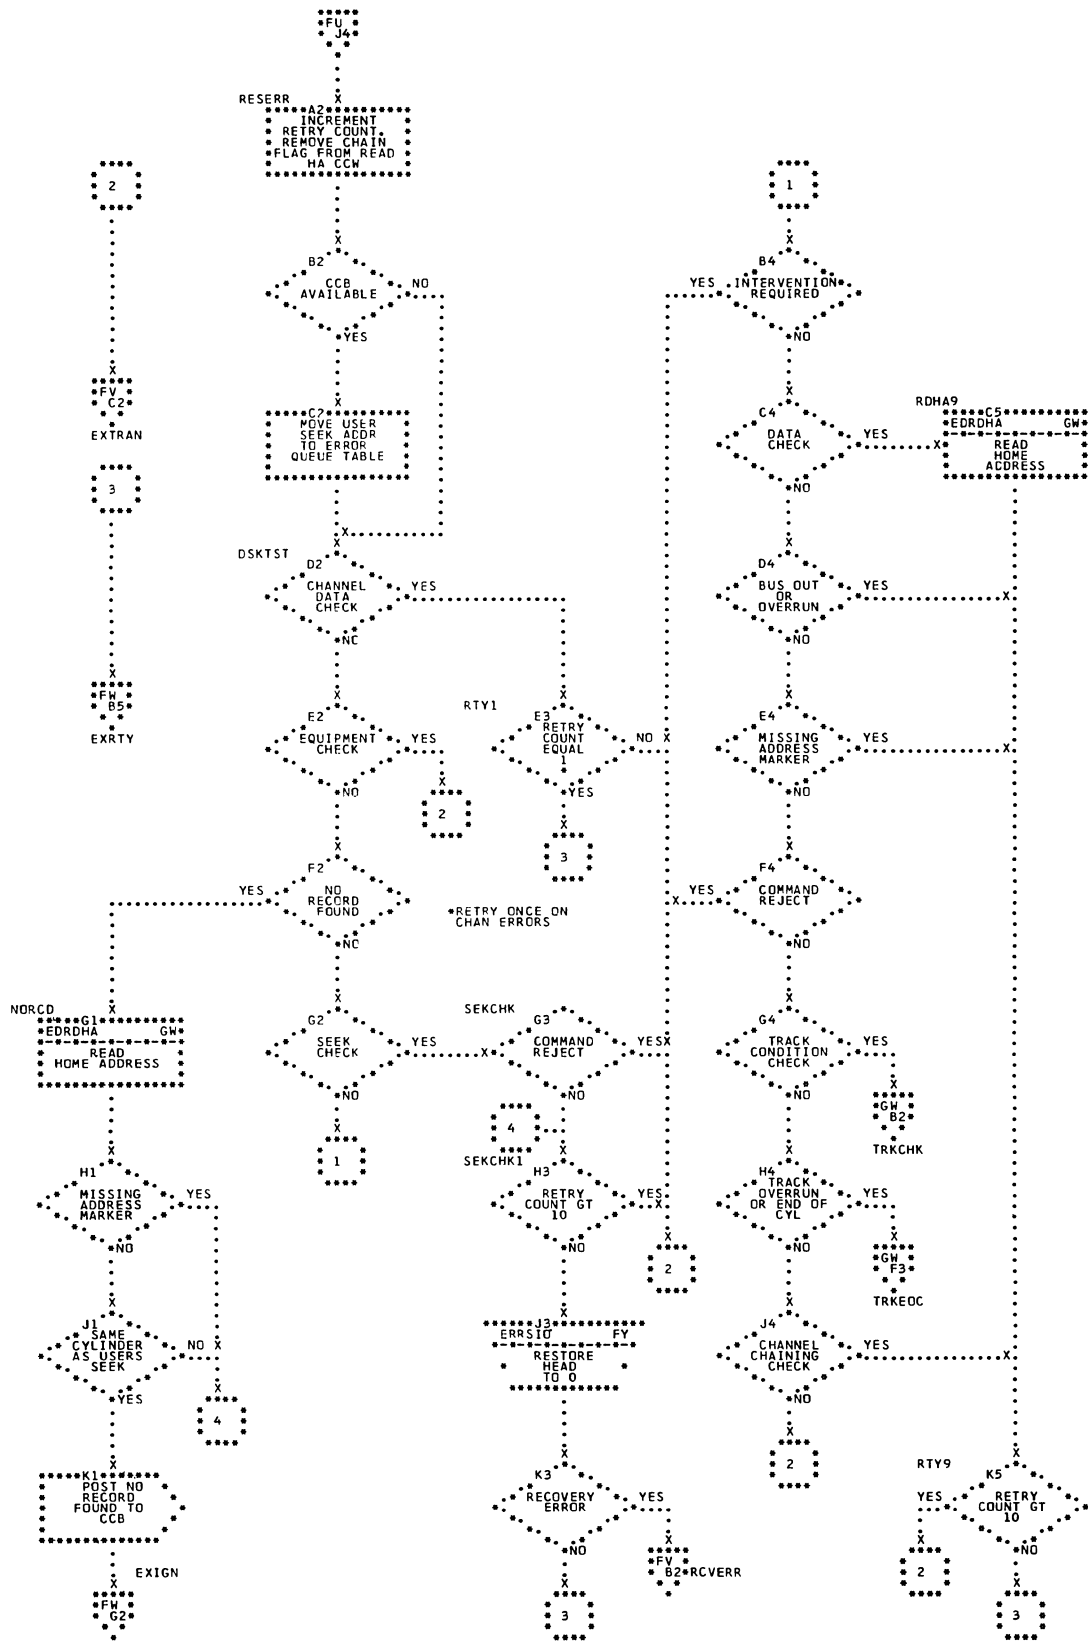 FU
J4
RESERR
A2
INCREMENT
RETRY COUNT.
REMOVE CHAIN
FLAG FROM READ
HA CCW
2
1
B2
CCB
AVAILABLE
NO
YES
B4
INTERVENTION
REQUIRED
YES
NO
FV
C2
EXTRAN
C2
MOVE USER
SEEK ADDR
TO ERROR
QUEUE TABLE
C4
DATA
CHECK
YES
NO
RDHA9
C5
EDRDHA GW
READ
HOME
ADDRESS
3
DSKTST
D2
CHANNEL
DATA
CHECK
YES
NC
D4
BUS OUT
OR
OVERRUN
YES
NO
FW
B5
EXRTY
E2
EQUIPMENT
CHECK
YES
NO
2
RTY1
E3
RETRY
COUNT
EQUAL
1
NO
YES
3
E4
MISSING
ADDRESS
MARKER
YES
NO
F2
NO
RECORD
FOUND
YES
NC
*RETRY ONCE ON
CHAN ERRORS
F4
COMMAND
REJECT
YES
NO
NORCD
G1
EDRDHA GW
READ
HOME ADDRESS
G2
SEEK
CHECK
YES
NO
1
SEKCHK
G3
COMMAND
REJECT
YES
NO
4
G4
TRACK
CONDITION
CHECK
YES
NO
GW
B2
TRKCHK
H1
MISSING
ADDRESS
MARKER
YES
NO
SEKCHK1
H3
RETRY
COUNT GT
10
YES
NO
2
H4
TRACK
OVERRUN
OR END OF
CYL
YES
NO
GW
F3
TRKEOC
J1
SAME
CYLINDER
AS USERS
SEEK
NO
YES
4
J3
ERRSIO FY
RESTORE
HEAD
TO 0
J4
CHANNEL
CHAINING
CHECK
YES
NO
2
K1
POST NO
RECORD
FOUND TO
CCB
EXIGN
FW
G2
K3
RECOVERY
ERROR
YES
NO
FV
B2
RCVERR
3
RTY9
K5
RETRY
COUNT GT
10
YES
NO
2
3